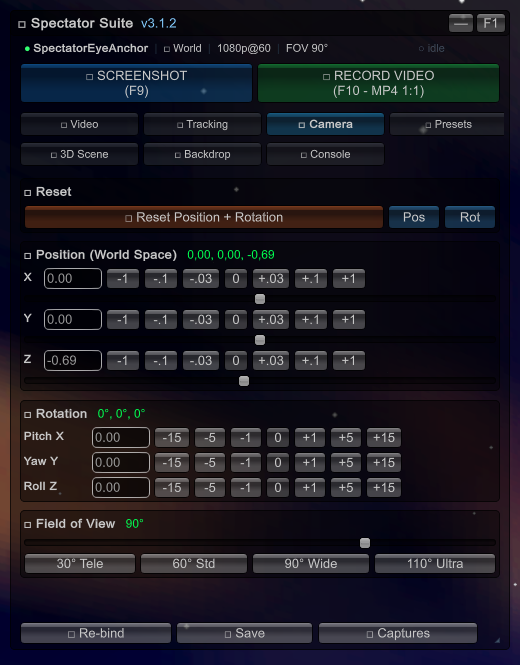 □ Spectator Suite v3.1.2 — F1
● SpectatorEyeAnchor | □ World | 1080p@60 | FOV 90° ○ idle
□ SCREENSHOT
(F9)
□ RECORD VIDEO
(F10 - MP4 1:1)
□ Video □ Tracking □ Camera □ Presets
□ 3D Scene □ Backdrop □ Console
□ Reset
□ Reset Position + Rotation Pos Rot
□ Position (World Space) 0,00, 0,00, -0,69
X 0.00 -1 -.1 -.03 0 +.03 +.1 +1
Y 0.00 -1 -.1 -.03 0 +.03 +.1 +1
Z -0.69 -1 -.1 -.03 0 +.03 +.1 +1
□ Rotation 0°, 0°, 0°
Pitch X 0.00 -15 -5 -1 0 +1 +5 +15
Yaw Y 0.00 -15 -5 -1 0 +1 +5 +15
Roll Z 0.00 -15 -5 -1 0 +1 +5 +15
□ Field of View 90°
30° Tele 60° Std 90° Wide 110° Ultra
□ Re-bind □ Save □ Captures